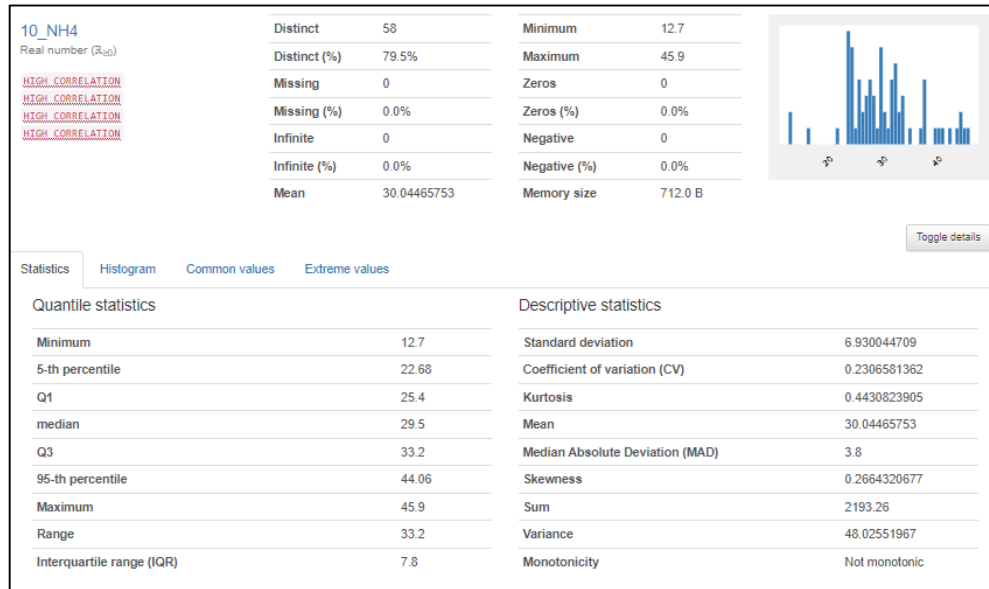 10_NH4
Real number (ℝ≥0)
HIGH CORRELATION
HIGH CORRELATION
HIGH CORRELATION
HIGH CORRELATION
Distinct 58
Distinct (%) 79.5%
Missing 0
Missing (%) 0.0%
Infinite 0
Infinite (%) 0.0%
Mean 30.04465753
Minimum 12.7
Maximum 45.9
Zeros 0
Zeros (%) 0.0%
Negative 0
Negative (%) 0.0%
Memory size 712.0 B
20 30 40
Toggle details
Statistics Histogram Common values Extreme values
Quantile statistics
Minimum 12.7
5-th percentile 22.68
Q1 25.4
median 29.5
Q3 33.2
95-th percentile 44.06
Maximum 45.9
Range 33.2
Interquartile range (IQR) 7.8
Descriptive statistics
Standard deviation 6.930044709
Coefficient of variation (CV) 0.2306581362
Kurtosis 0.4430823905
Mean 30.04465753
Median Absolute Deviation (MAD) 3.8
Skewness 0.2664320677
Sum 2193.26
Variance 48.02551967
Monotonicity Not monotonic